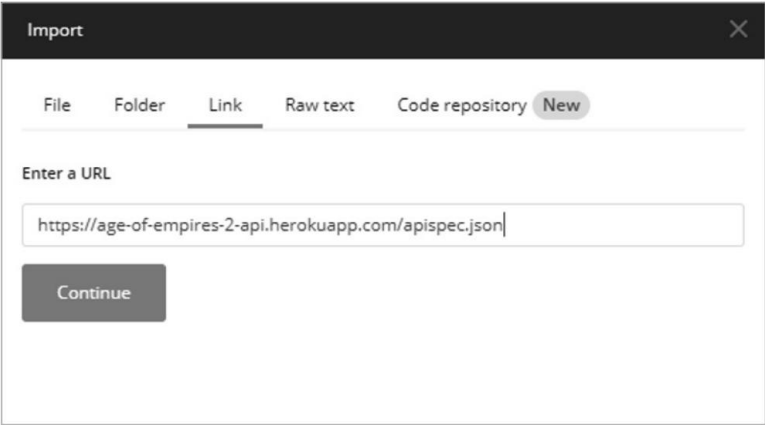 Import
File Folder Link Raw text Code repository New
Enter a URL
https://age-of-empires-2-api.herokuapp.com/apispec.json
Continue